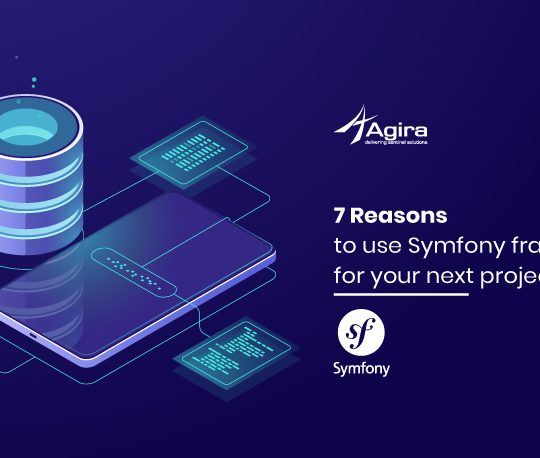 Agira
delivering sentinel solutions
7 Reasons
to use Symfony fra
for your next projec
sf
Symfony